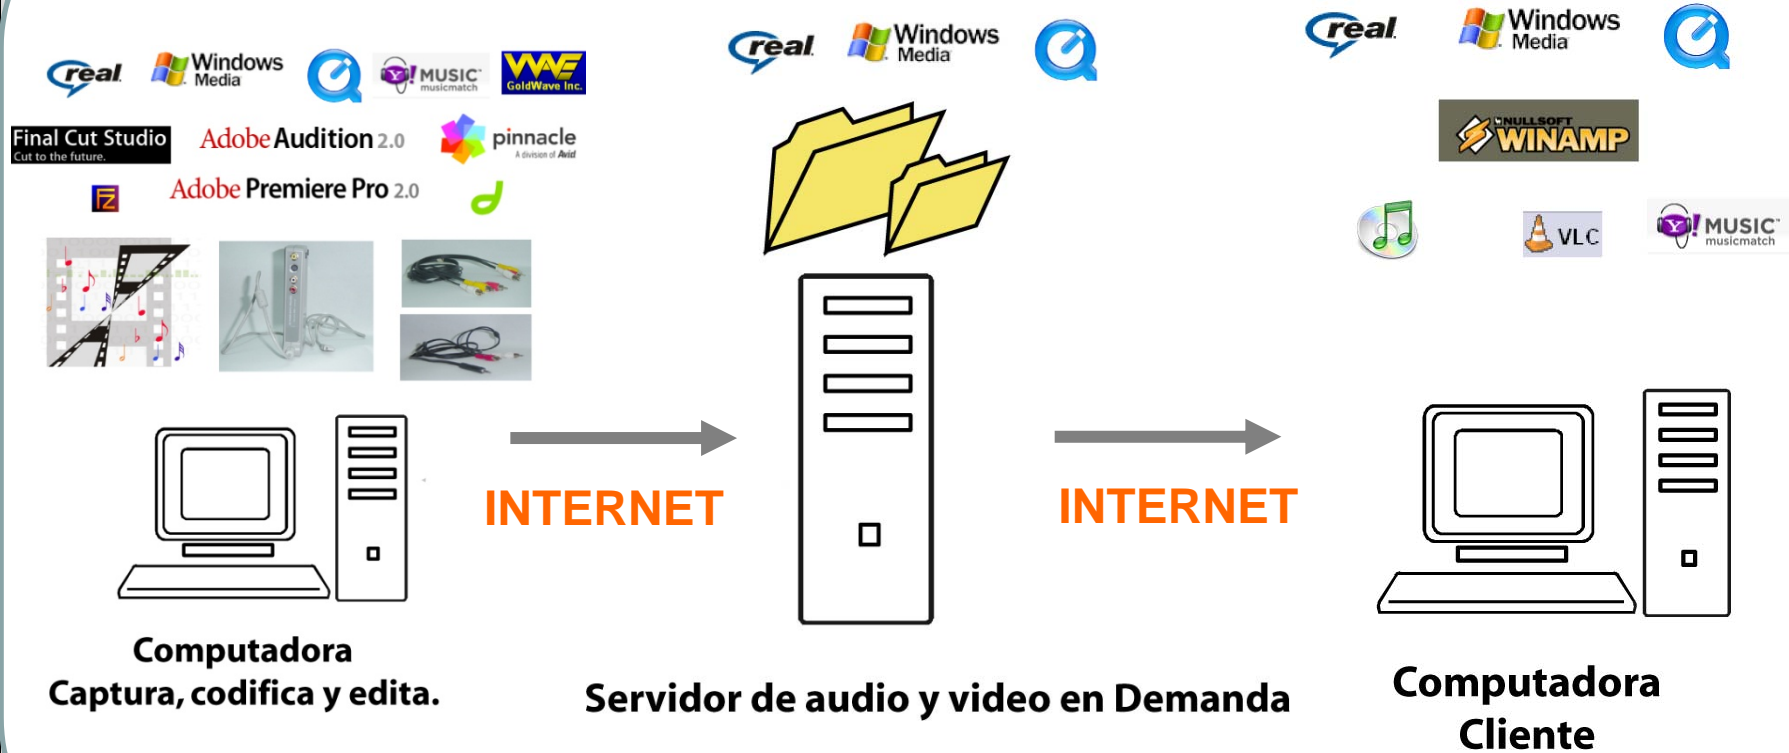 real
Windows
Media
Y! MUSIC
musicmatch
WAVE
GoldWave Inc.
Final Cut Studio
Cut to the future.
Adobe Audition 2.0
pinnacle
A division of Avid
FZ
Adobe Premiere Pro 2.0
INTERNET
Computadora
Captura, codifica y edita.
real
Windows
Media
Servidor de audio y video en Demanda
INTERNET
real
Windows
Media
NULLSOFT
WINAMP
VLC
Y! MUSIC
musicmatch
Computadora
Cliente